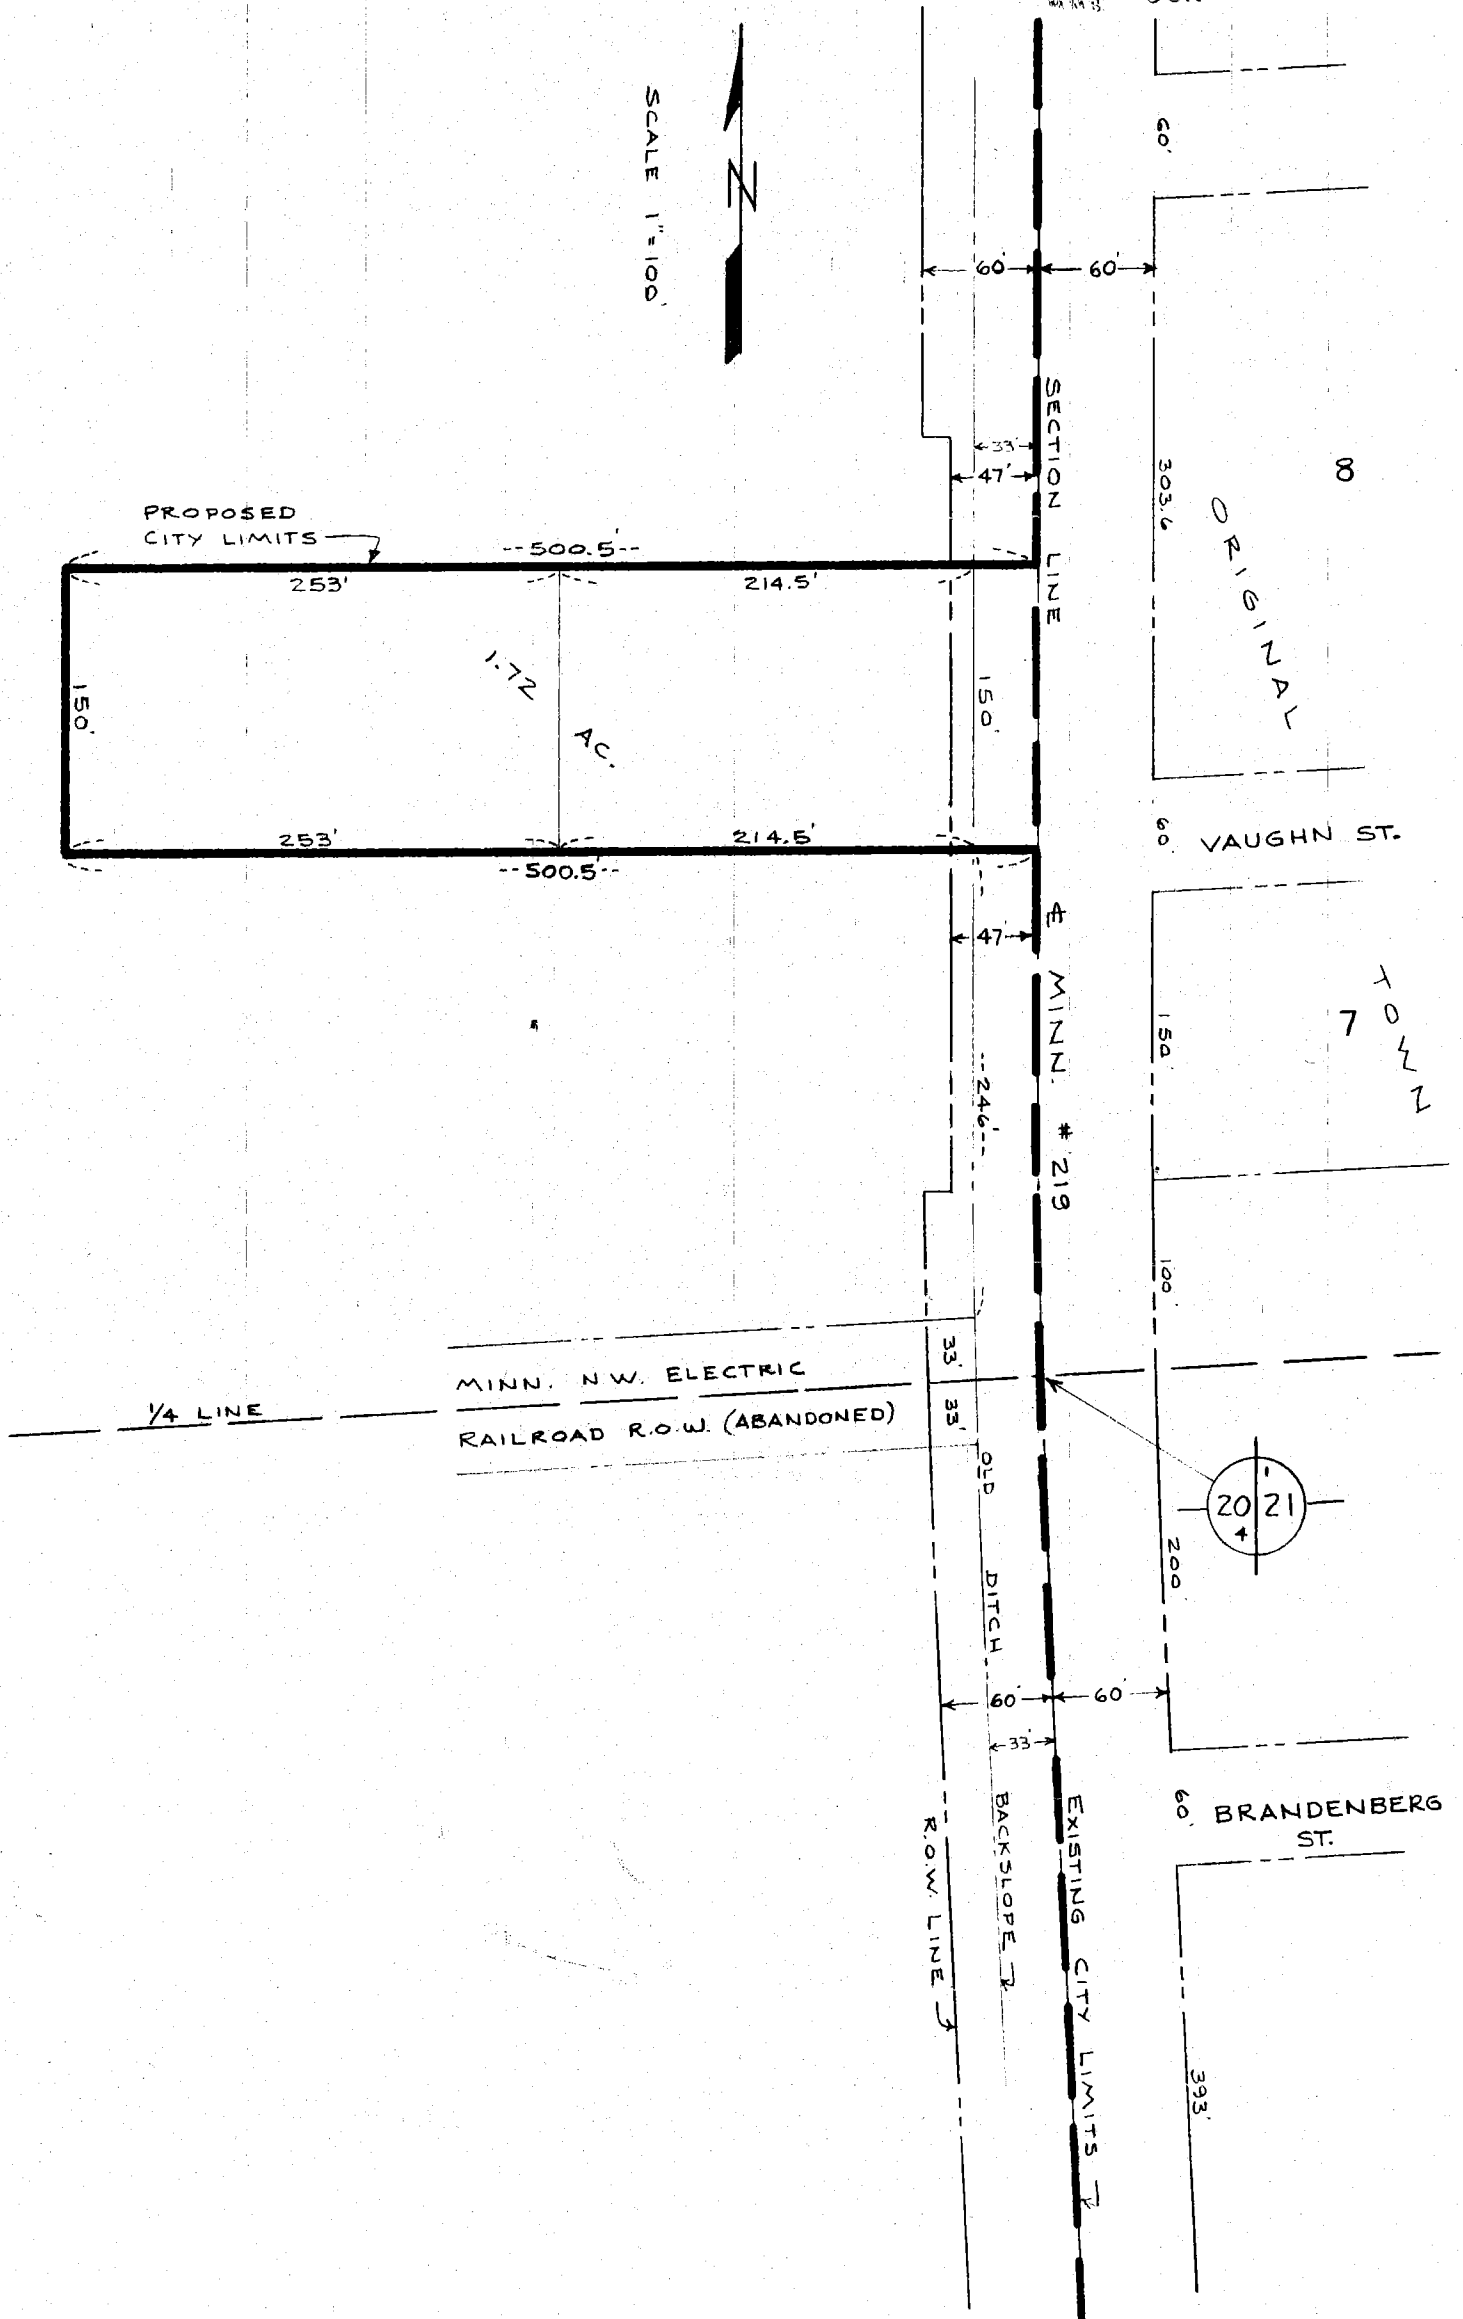 SCALE 1"=100'
N
60'
60'
60'
33'
47'
SECTION LINE
303.6
8
ORIGINAL
PROPOSED
CITY LIMITS
--500.5'--
253'
214.5'
1.72 AC.
150'
150'
253'
214.5'
--500.5'--
60'
VAUGHN ST.
47'
℄ MINN. #219
150'
7
TOWN
--246'--
100'
33'
MINN. N.W. ELECTRIC
1/4 LINE
33'
RAILROAD R.O.W. (ABANDONED)
20 21
4
200'
OLD DITCH BACKSLOPE
60'
60'
33'
60'
BRANDENBERG
ST.
R.O.W. LINE
EXISTING CITY LIMITS
393'